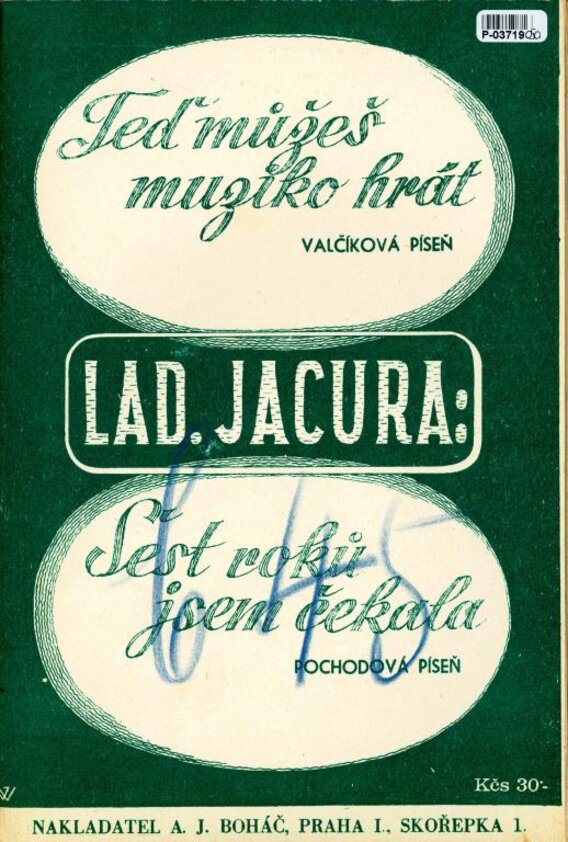 P-03719
Teď můžeš
muziko hrát
VALČÍKOVÁ PÍSEŇ
LAD. JACURA:
Šest roků
jsem čekala
POCHODOVÁ PÍSEŇ
645
Kčs 30·-
NAKLADATEL A. J. BOHÁČ, PRAHA I., SKOŘEPKA 1.